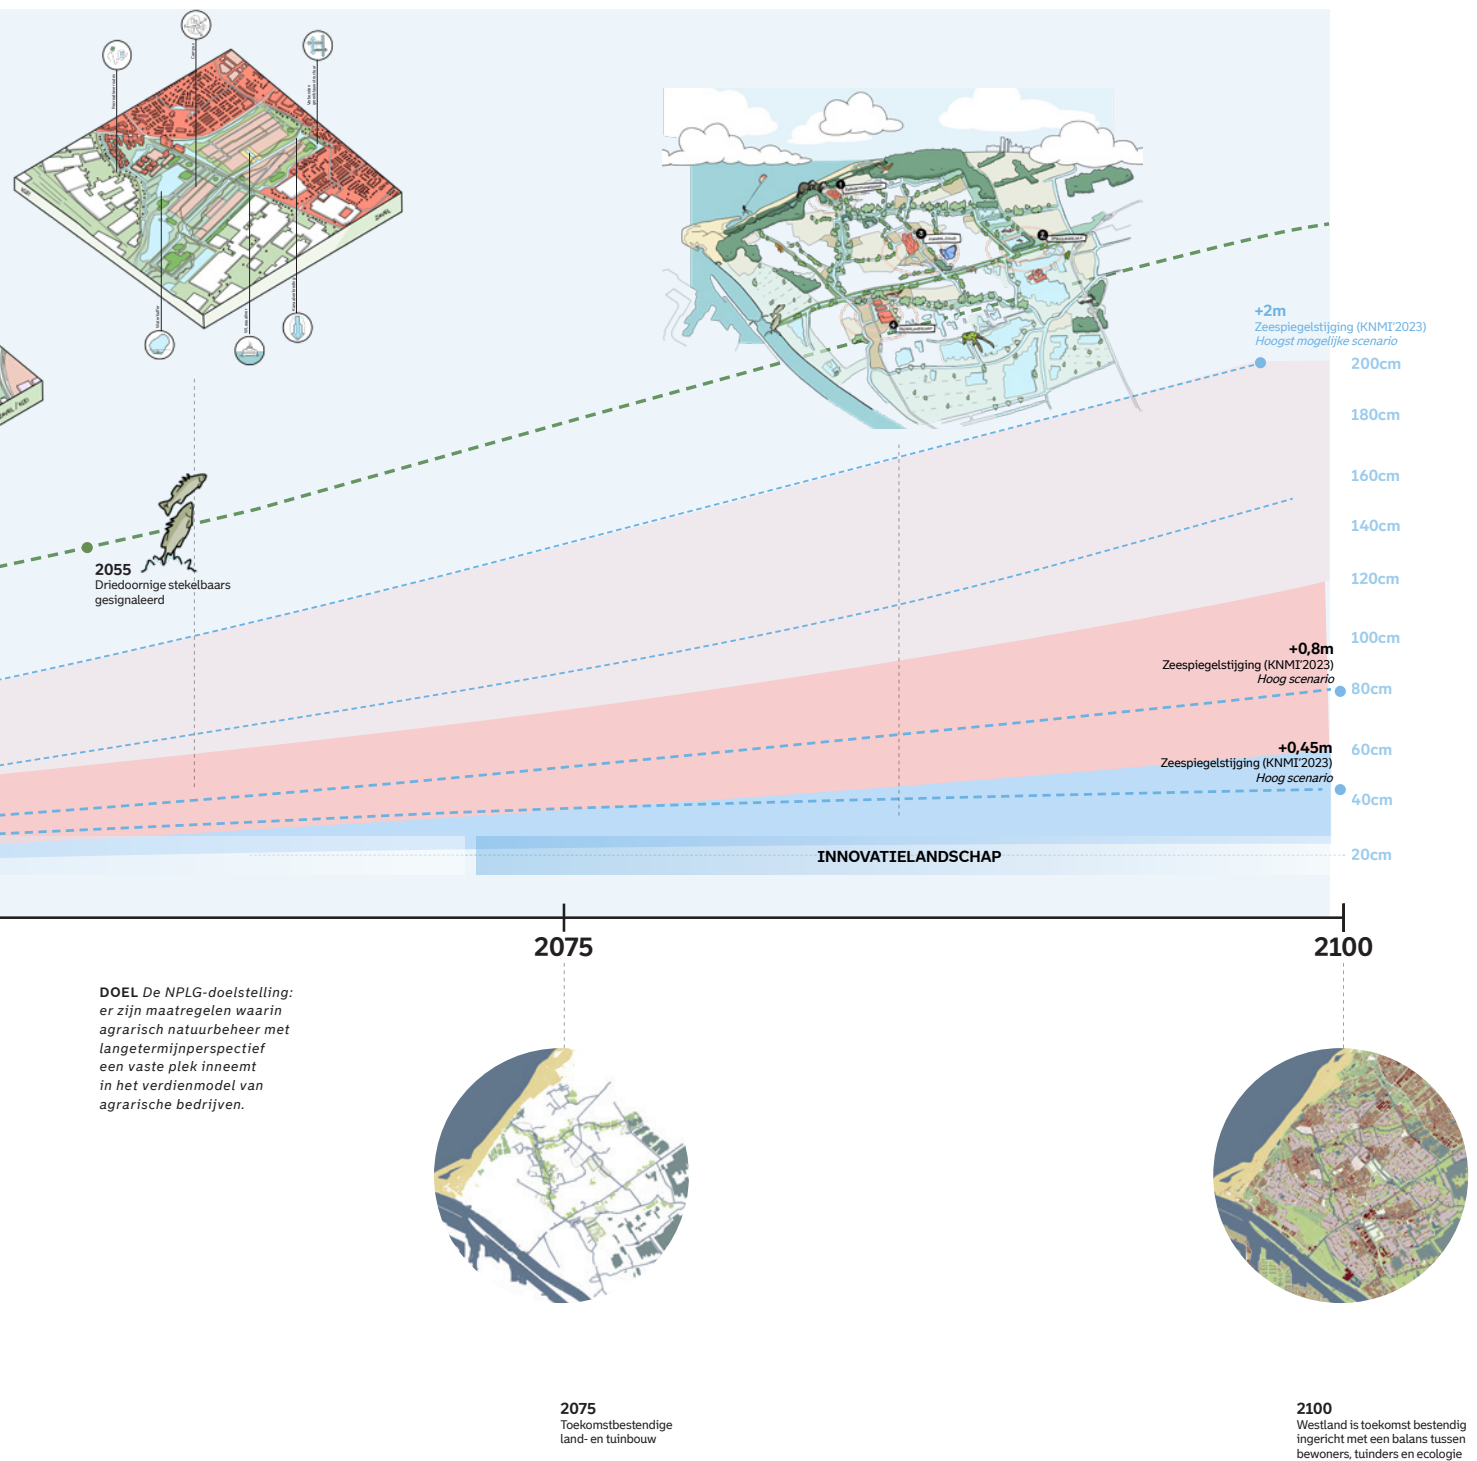 +2m
Zeespiegelstijging (KNMI'2023)
Hoogst mogelijke scenario
200cm
180cm
160cm
140cm
120cm
100cm
80cm
60cm
40cm
20cm
2055
Driedoornige stekelbaars
gesignaleerd
+0,8m
Zeespiegelstijging (KNMI'2023)
Hoog scenario
+0,45m
Zeespiegelstijging (KNMI'2023)
Hoog scenario
INNOVATIELANDSCHAP
2075
2100
DOEL De NPLG-doelstelling:
er zijn maatregelen waarin
agrarisch natuurbeheer met
langetermijnperspectief
een vaste plek inneemt
in het verdienmodel van
agrarische bedrijven.
2075
Toekomstbestendige
land- en tuinbouw
2100
Westland is toekomst bestendig
ingericht met een balans tussen
bewoners, tuinders en ecologie